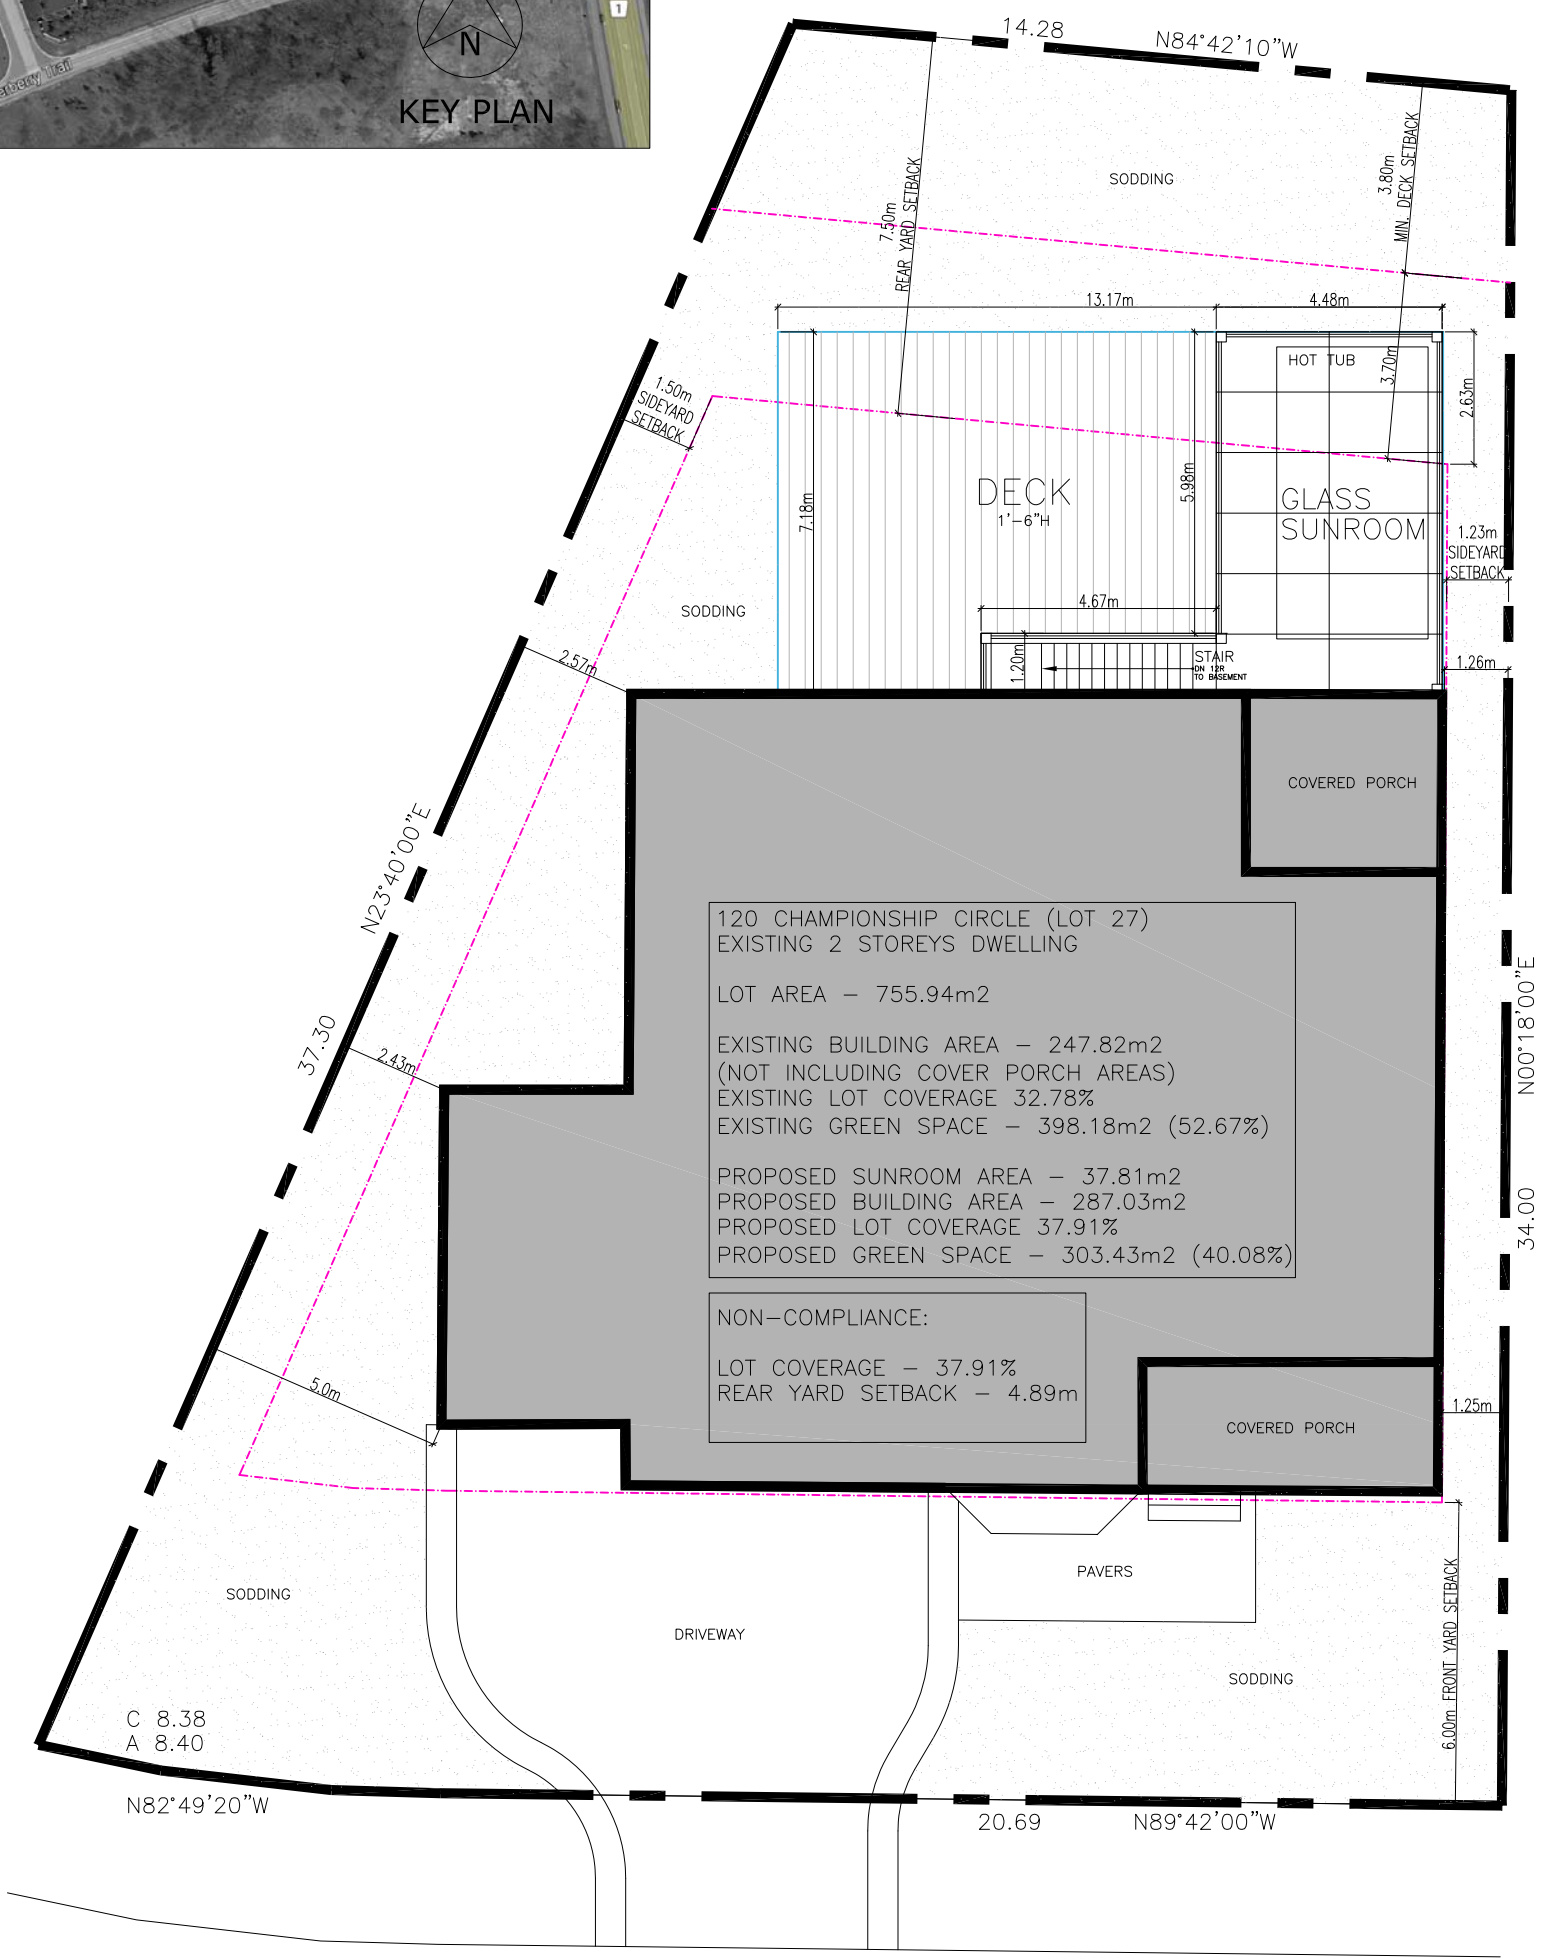 1
N
KEY PLAN
Trail
14.28
N84°42'10"W
SODDING
7.50m
REAR YARD SETBACK
3.80m
MIN. DECK SETBACK
13.17m
4.48m
HOT TUB
3.70m
2.63m
1.50m
SIDEYARD
SETBACK
7.18m
DECK
1'-6"H
5.98m
GLASS
SUNROOM
1.23m
SIDEYARD
SETBACK
SODDING
4.67m
1.20m
STAIR
DN 12R
TO BASEMENT
2.57m
1.26m
COVERED PORCH
N23°40'00"E
37.30
2.43m
120 CHAMPIONSHIP CIRCLE (LOT 27)
EXISTING 2 STOREYS DWELLING
LOT AREA - 755.94m2
EXISTING BUILDING AREA - 247.82m2
(NOT INCLUDING COVER PORCH AREAS)
EXISTING LOT COVERAGE 32.78%
EXISTING GREEN SPACE - 398.18m2 (52.67%)
PROPOSED SUNROOM AREA - 37.81m2
PROPOSED BUILDING AREA - 287.03m2
PROPOSED LOT COVERAGE 37.91%
PROPOSED GREEN SPACE - 303.43m2 (40.08%)
N00°18'00"E
34.00
NON-COMPLIANCE:
LOT COVERAGE - 37.91%
REAR YARD SETBACK - 4.89m
5.0m
COVERED PORCH
1.25m
SODDING
DRIVEWAY
PAVERS
SODDING
6.00m FRONT YARD SETBACK
C 8.38
A 8.40
N82°49'20"W
20.69
N89°42'00"W